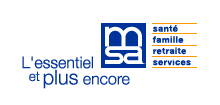 msa
santé
famille
retraite
services
L'essentiel
et plus encore